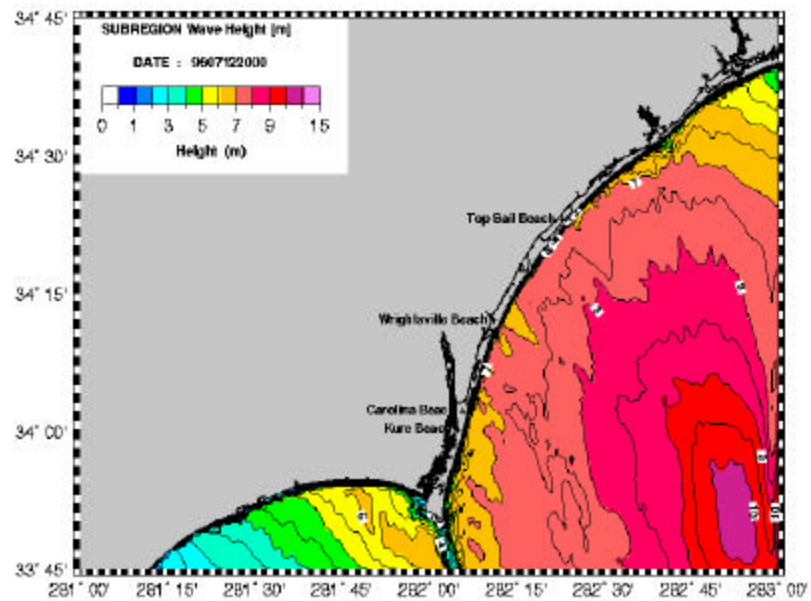 SUBREGION Wave Height [m]
DATE : 9607122000
0 1 3 5 7 9 15
Height (m)
34° 45'
34° 30'
34° 15'
34° 00'
33° 45'
Top Sail Beach
Wrightsville Beach
Carolina Beac
Kure Beac
281° 00' 281° 15' 281° 30' 281° 45' 282° 00' 282° 15' 282° 30' 282° 45' 283° 00'